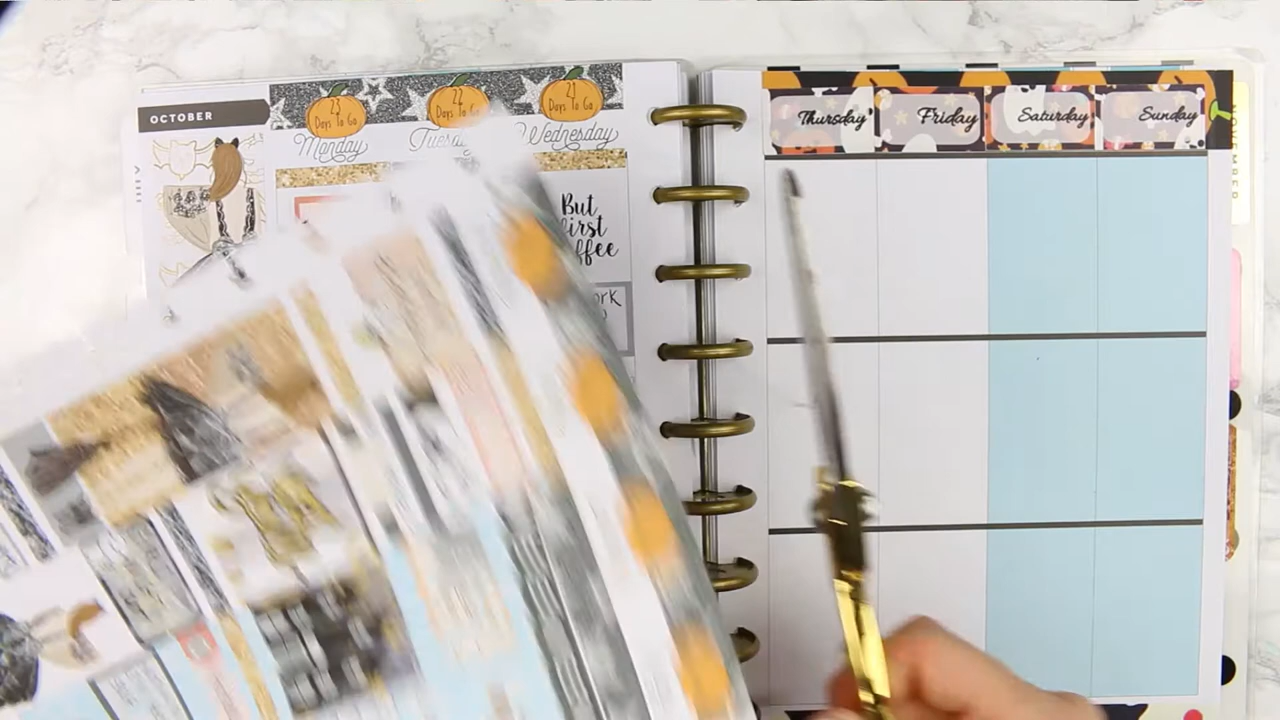 OCTOBER
23
Days To Go
22
Days To Go
21
Days To Go
Monday
Tuesday
Wednesday
But
first
coffee
Thursday
Friday
Saturday
Sunday
NOVEMBER